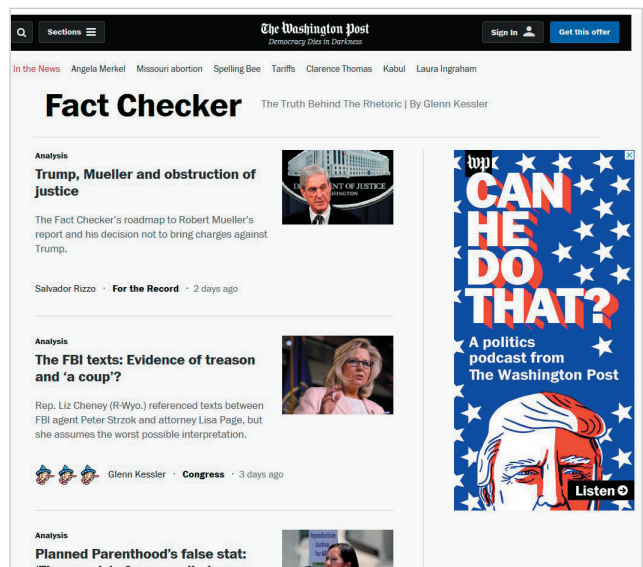 Sections
The Washington Post
Democracy Dies in Darkness
Sign In
Get this offer
In the News Angela Merkel Missouri abortion Spelling Bee Tariffs Clarence Thomas Kabul Laura Ingraham
Fact Checker
The Truth Behind The Rhetoric | By Glenn Kessler
Analysis
Trump, Mueller and obstruction of
justice
The Fact Checker's roadmap to Robert Mueller's
report and his decision not to bring charges against
Trump.
Salvador Rizzo · For the Record · 2 days ago
NT OF JUSTICE
Analysis
The FBI texts: Evidence of treason
and 'a coup'?
Rep. Liz Cheney (R-Wyo.) referenced texts between
FBI agent Peter Strzok and attorney Lisa Page, but
she assumes the worst possible interpretation.
Glenn Kessler · Congress · 3 days ago
Analysis
Planned Parenthood's false stat:
Reproductive
Justice
wp
CAN
HE
DO
THAT?
A politics
podcast from
The Washington Post
Listen